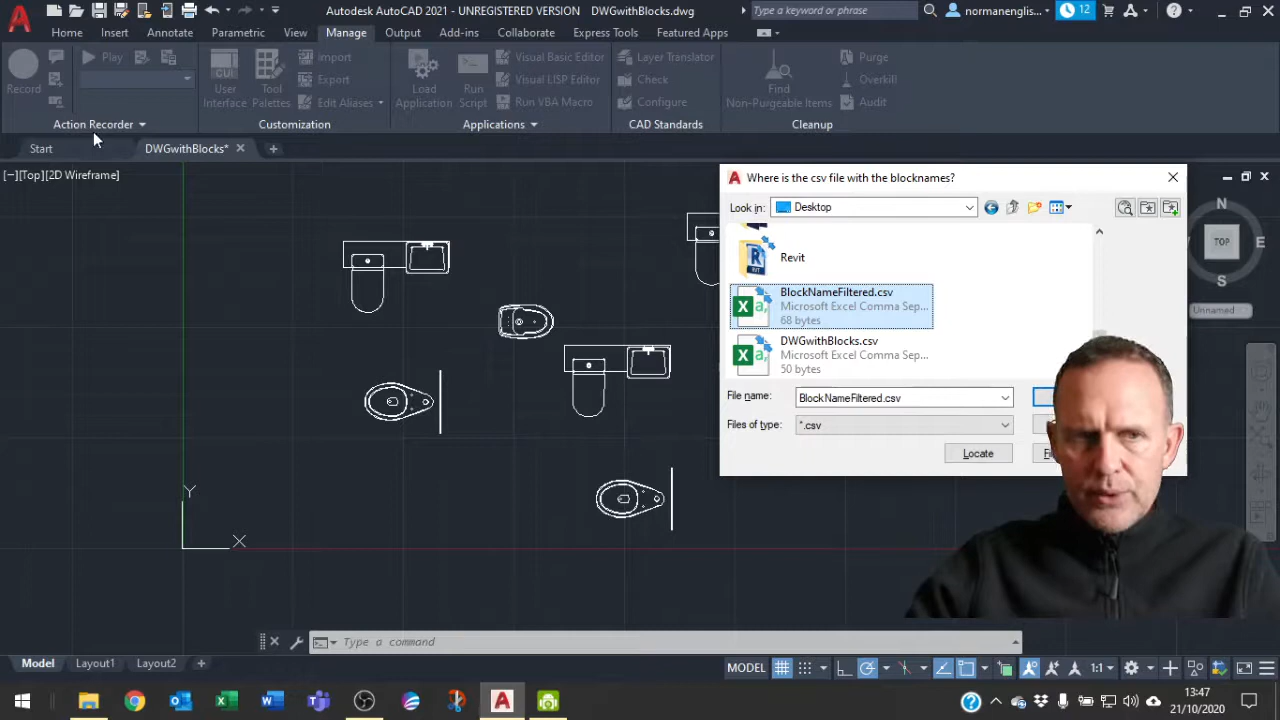 Autodesk AutoCAD 2021 - UNREGISTERED VERSION DWGwithBlocks.dwg
Type a keyword or phrase
normanenglis...
12
Home Insert Annotate Parametric View Manage Output Add-ins Collaborate Express Tools Featured Apps
Record
Play
Action Recorder
CUI
User Interface
Tool Palettes
Import
Export
Edit Aliases
Customization
Load Application
Run Script
Visual Basic Editor
Visual LISP Editor
Run VBA Macro
Applications
Layer Translator
Check
Configure
CAD Standards
Find Non-Purgeable Items
Purge
Overkill
Audit
Cleanup
Start
DWGwithBlocks*
[−][Top][2D Wireframe]
Where is the csv file with the blocknames?
Look in: Desktop
Revit
BlockNameFiltered.csv
Microsoft Excel Comma Sep...
68 bytes
DWGwithBlocks.csv
Microsoft Excel Comma Sep...
50 bytes
File name: BlockNameFiltered.csv
Files of type: *.csv
Locate
N
TOP
E
S
Unnamed
Y
X
Type a command
Model Layout1 Layout2
MODEL
1:1
13:47
21/10/2020